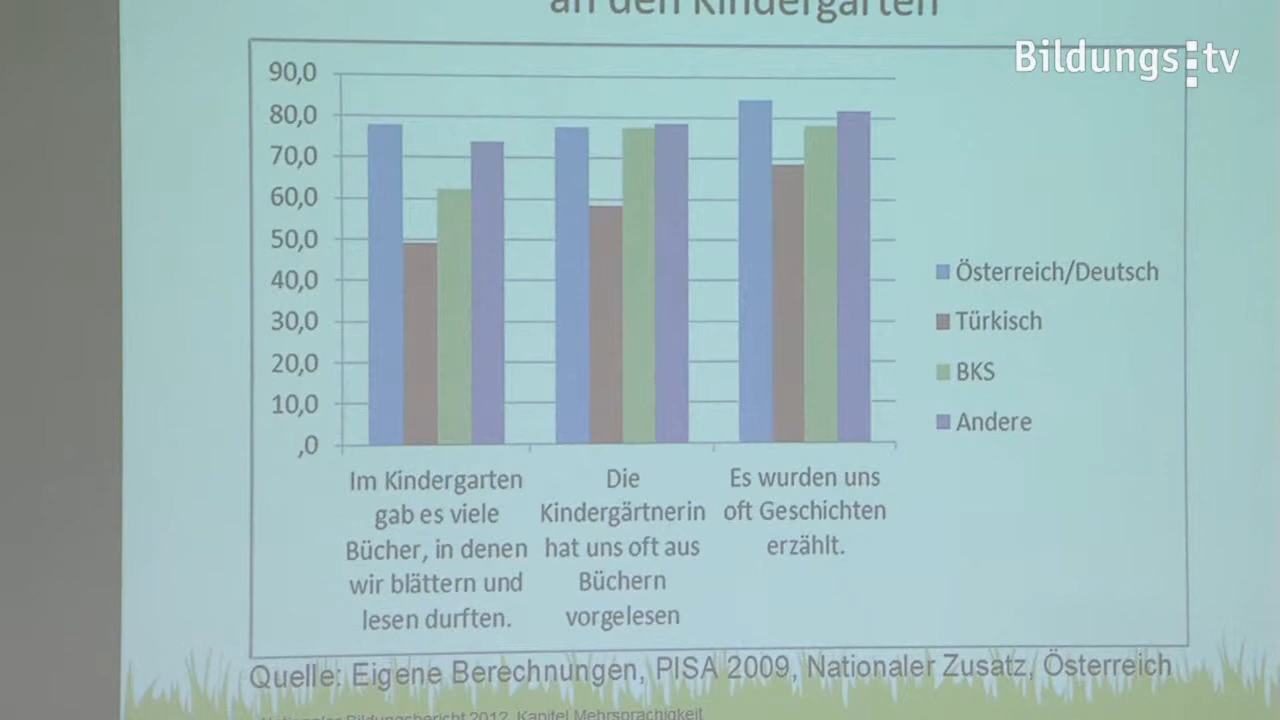 an den Kindergarten
Bildungs:tv
90,0
80,0
70,0
60,0
50,0
40,0
30,0
20,0
10,0
,0
Österreich/Deutsch
Türkisch
BKS
Andere
Im Kindergarten
gab es viele
Bücher, in denen
wir blättern und
lesen durften.
Die
Kindergärtnerin
hat uns oft aus
Büchern
vorgelesen
Es wurden uns
oft Geschichten
erzählt.
Quelle: Eigene Berechnungen, PISA 2009, Nationaler Zusatz, Österreich
Nationaler Bildungsbericht 2012, Kapitel Mehrsprachigkeit